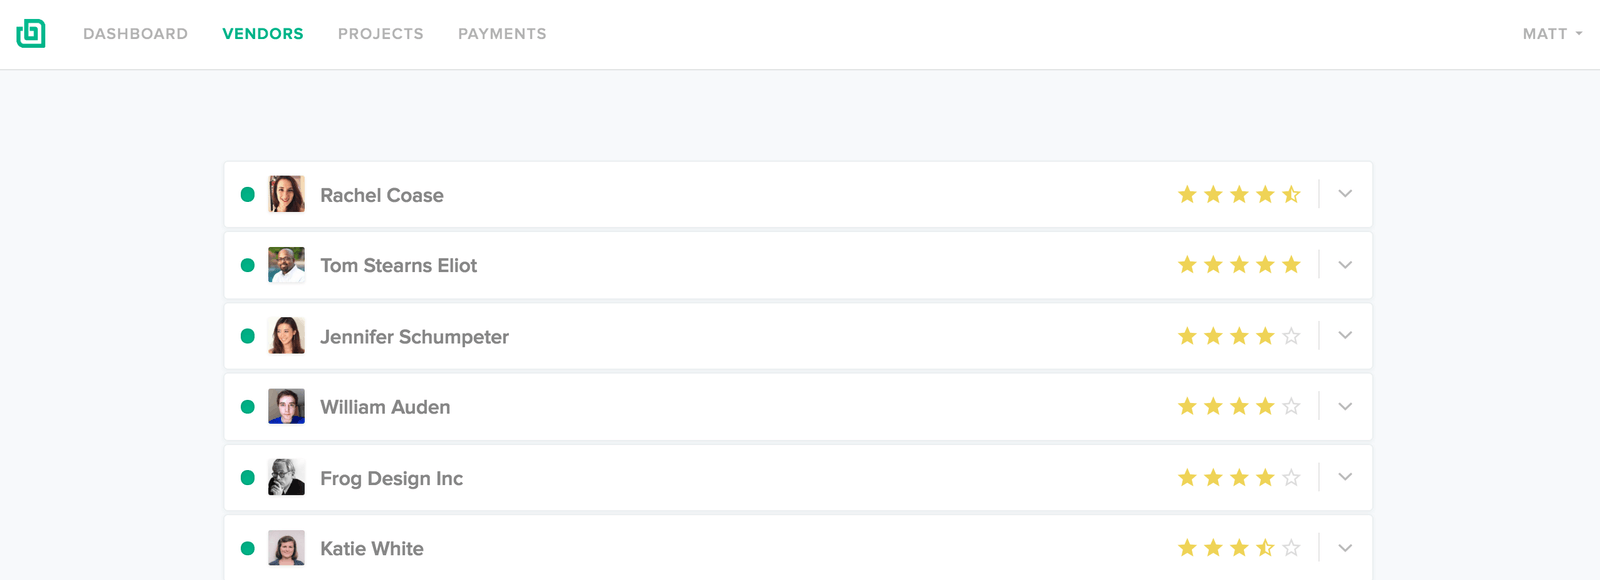 DASHBOARD VENDORS PROJECTS PAYMENTS MATT
Rachel Coase
Tom Stearns Eliot
Jennifer Schumpeter
William Auden
Frog Design Inc
Katie White